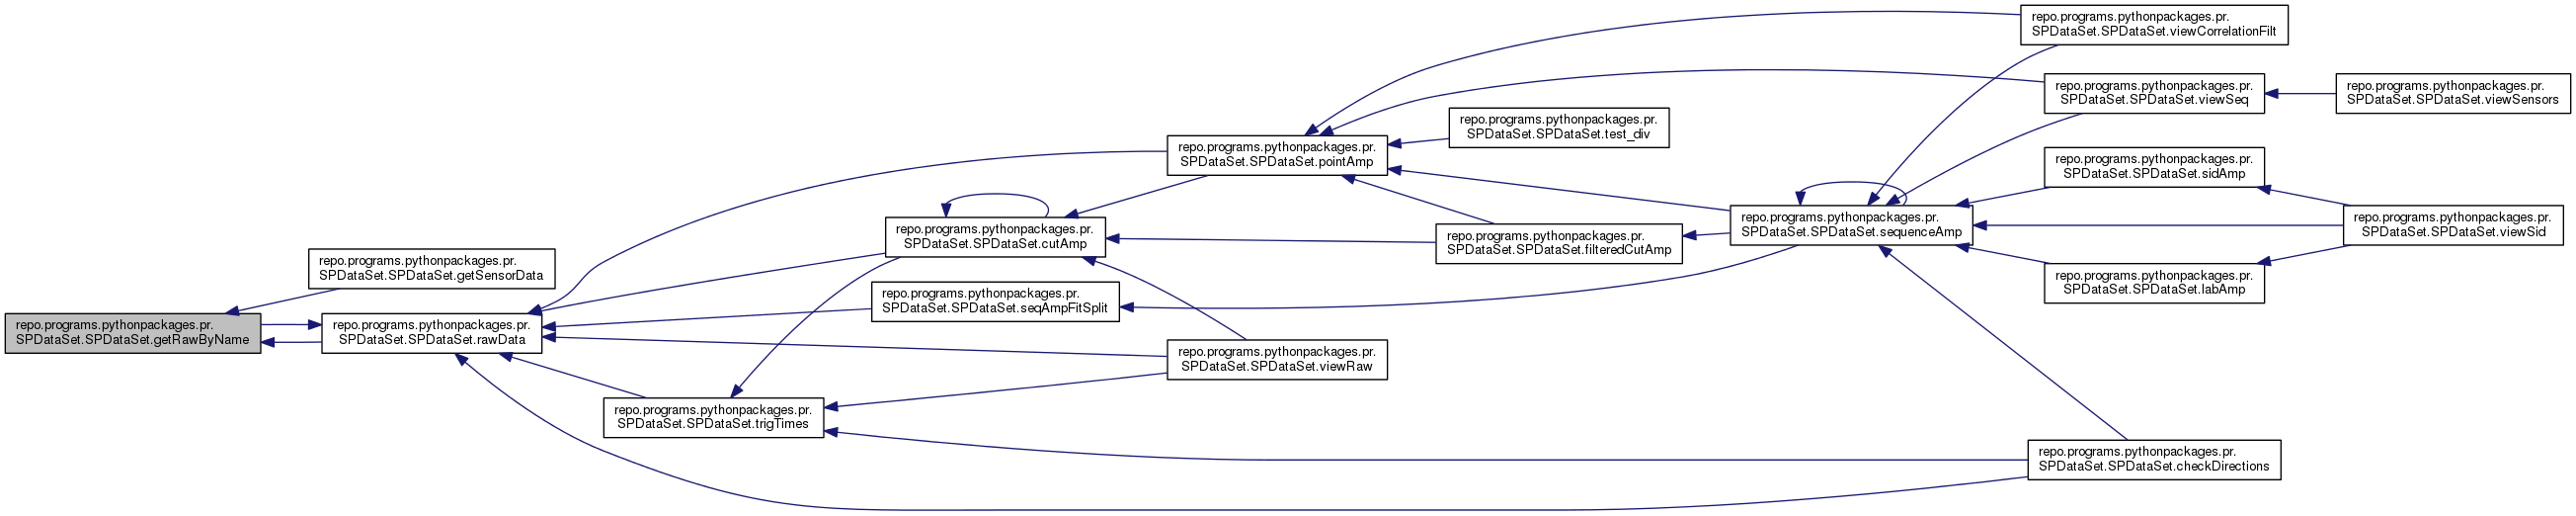 repo.programs.pythonpackages.pr.
SPDataSet.SPDataSet.viewCorrelationFilt
repo.programs.pythonpackages.pr.
SPDataSet.SPDataSet.viewSeq
repo.programs.pythonpackages.pr.
SPDataSet.SPDataSet.viewSensors
repo.programs.pythonpackages.pr.
SPDataSet.SPDataSet.test_div
repo.programs.pythonpackages.pr.
SPDataSet.SPDataSet.pointAmp
repo.programs.pythonpackages.pr.
SPDataSet.SPDataSet.sidAmp
repo.programs.pythonpackages.pr.
SPDataSet.SPDataSet.cutAmp
repo.programs.pythonpackages.pr.
SPDataSet.SPDataSet.filteredCutAmp
repo.programs.pythonpackages.pr.
SPDataSet.SPDataSet.sequenceAmp
repo.programs.pythonpackages.pr.
SPDataSet.SPDataSet.viewSid
repo.programs.pythonpackages.pr.
SPDataSet.SPDataSet.getSensorData
repo.programs.pythonpackages.pr.
SPDataSet.SPDataSet.labAmp
repo.programs.pythonpackages.pr.
SPDataSet.SPDataSet.seqAmpFitSplit
repo.programs.pythonpackages.pr.
SPDataSet.SPDataSet.getRawByName
repo.programs.pythonpackages.pr.
SPDataSet.SPDataSet.rawData
repo.programs.pythonpackages.pr.
SPDataSet.SPDataSet.viewRaw
repo.programs.pythonpackages.pr.
SPDataSet.SPDataSet.trigTimes
repo.programs.pythonpackages.pr.
SPDataSet.SPDataSet.checkDirections